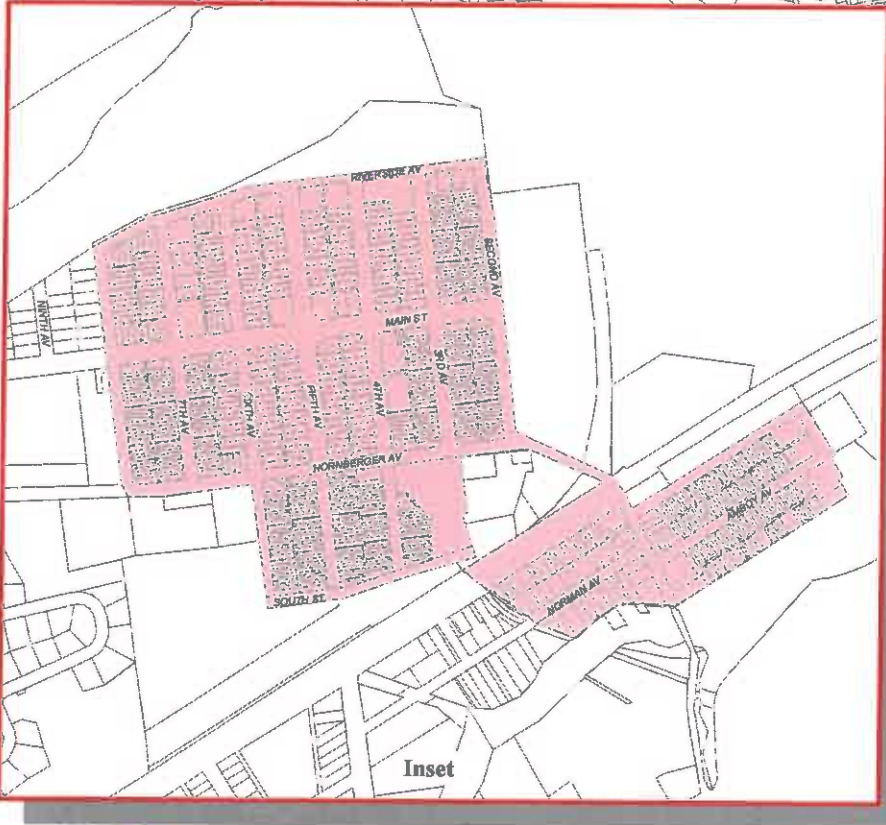 RIVERSIDE AV
SECOND AV
NINTH AV
MAIN ST
3RD AV
4TH AV
FIFTH AV
SIXTH AV
7TH AV
HORNBERGER AV
AMBOY AV
NORMAN AV
SOUTH ST
Inset